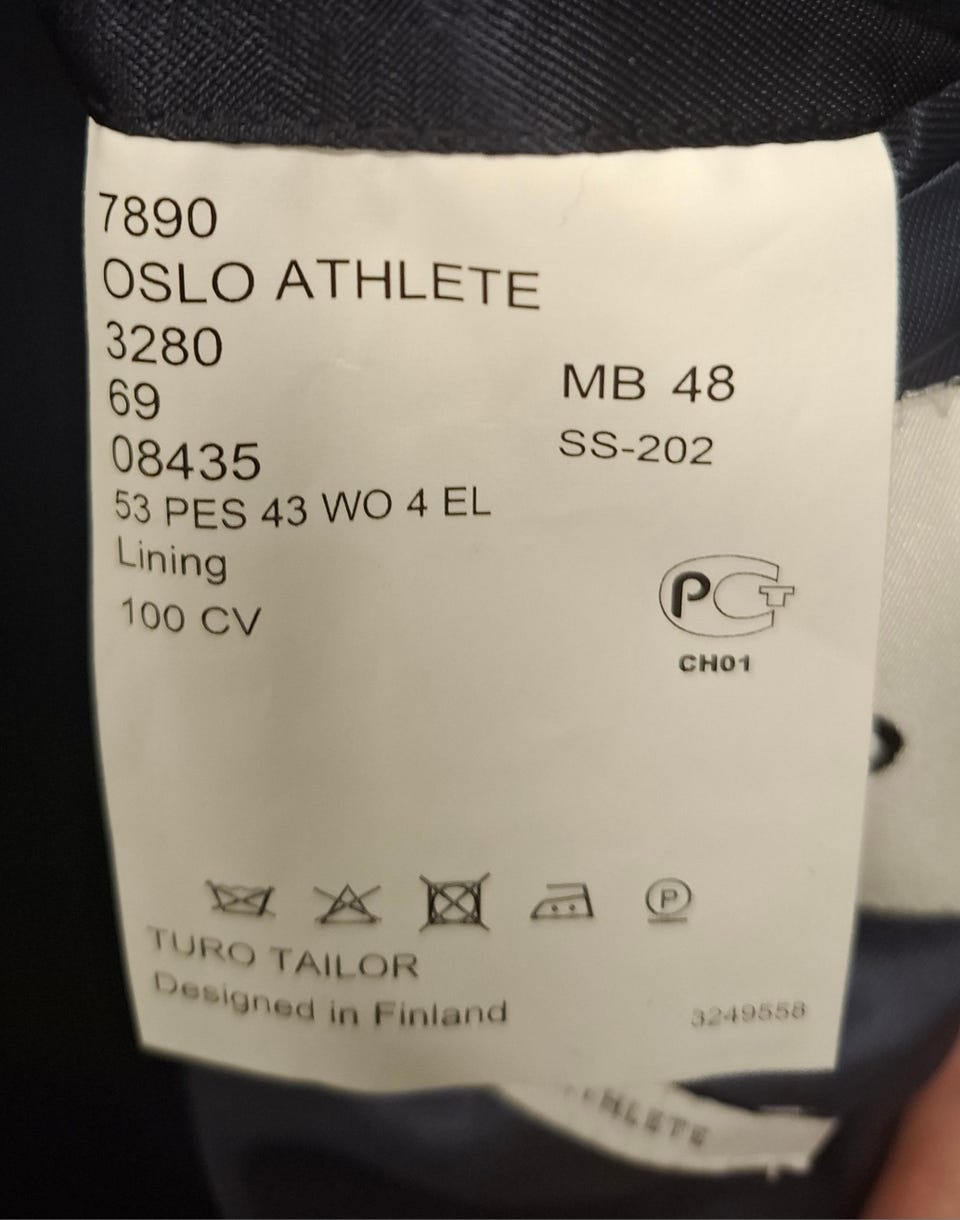 7890
OSLO ATHLETE
3280
69
MB 48
08435
SS-202
53 PES 43 WO 4 EL
Lining
100 CV
PCT
CH01
P
TURO TAILOR
Designed in Finland
3249558